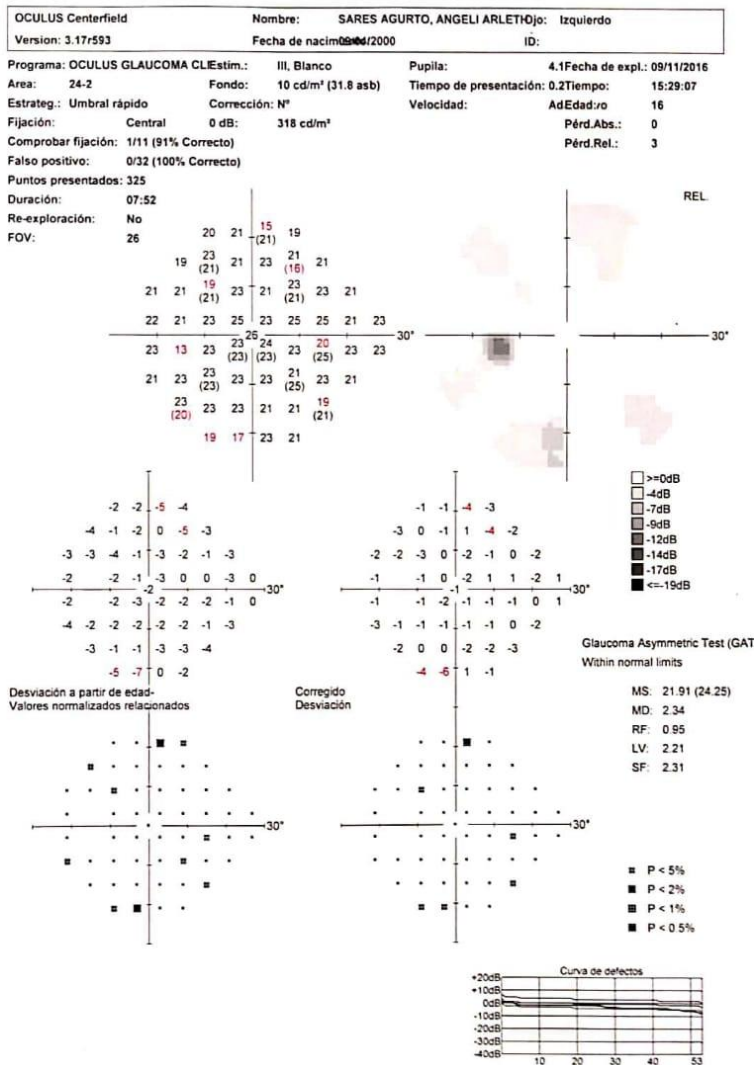 OCULUS Centerfield Nombre: SARES AGURTO, ANGELI ARLETH Ojo: Izquierdo
Version: 3.17r593 Fecha de nacim /2000 ID:
Programa: OCULUS GLAUCOMA CLI Estim.: III, Blanco Pupila: 4.1 Fecha de expl.: 09/11/2016
Area: 24-2 Fondo: 10 cd/m² (31.8 asb) Tiempo de presentación: 0.2 Tiempo: 15:29:07
Estrateg.: Umbral rápido Corrección: Nº Velocidad: Ad Edad: 16
Fijación: Central 0 dB: 318 cd/m² Pérd.Abs.: 0
Comprobar fijación: 1/11 (91% Correcto) Pérd.Rel.: 3
Falso positivo: 0/32 (100% Correcto)
Puntos presentados: 325
Duración: 07:52
Re-exploración: No
FOV: 26
REL.
20 21 15 19
(21)
19 23 21 23 21 21
(21) (16)
21 21 19 23 21 23 23 21
(21) (21)
22 21 23 25 23 25 25 21 23
26 30° 30°
23 13 23 23 24 23 20 23 23
(23) (23) (25)
21 23 23 23 23 21 23 21
(23) (25)
23 23 23 21 21 19
(20) (21)
19 17 23 21
>=0dB
-4dB
-7dB
-9dB
-12dB
-14dB
-17dB
<=-19dB
-2 -2 -5 -4
-4 -1 -2 0 -5 -3
-3 -3 -4 -1 -3 -2 -1 -3
-2 -2 -1 -3 0 0 -3 0
-2 30°
-2 -2 -3 -2 -2 -2 -1 0
-4 -2 -2 -2 -2 -2 -1 -3
-3 -1 -1 -3 -3 -4
-5 -7 0 -2
Desviación a partir de edad-
Valores normalizados relacionados
-1 -1 -4 -3
-3 0 -1 1 -4 -2
-2 -2 -3 0 -2 -1 0 -2
-1 -1 0 -2 1 1 -2 1
-1 30°
-1 -1 -2 -1 -1 -1 0 1
-3 -1 -1 -1 -1 -1 0 -2
-2 0 0 -2 -2 -3
-4 -6 1 -1
Corregido
Desviación
Glaucoma Asymmetric Test (GAT
Within normal limits
MS: 21.91 (24.25)
MD: 2.34
RF: 0.95
LV: 2.21
SF: 2.31
30° 30°
P < 5%
P < 2%
P < 1%
P < 0.5%
Curva de defectos
+20dB
+10dB
0dB
-10dB
-20dB
-30dB
-40dB
10 20 30 40 53